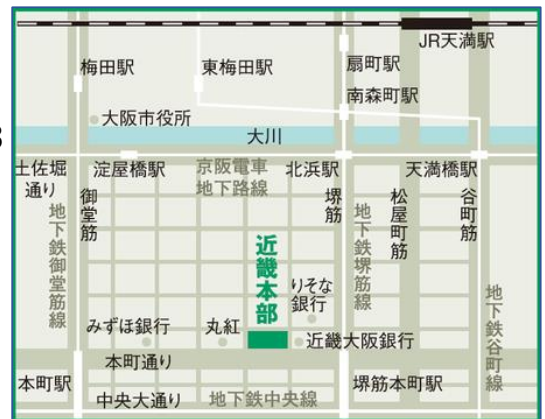 JR天満駅
梅田駅
東梅田駅
扇町駅
南森町駅
大阪市役所
大川
土佐堀
通り
淀屋橋駅
京阪電車
地下路線
北浜駅
天満橋駅
御堂筋
地下鉄御堂筋線
堺筋
地下鉄堺筋線
松屋町筋
谷町筋
地下鉄谷町線
近畿本部
りそな
銀行
みずほ銀行
丸紅
近畿大阪銀行
本町通り
本町駅
堺筋本町駅
中央大通り
地下鉄中央線